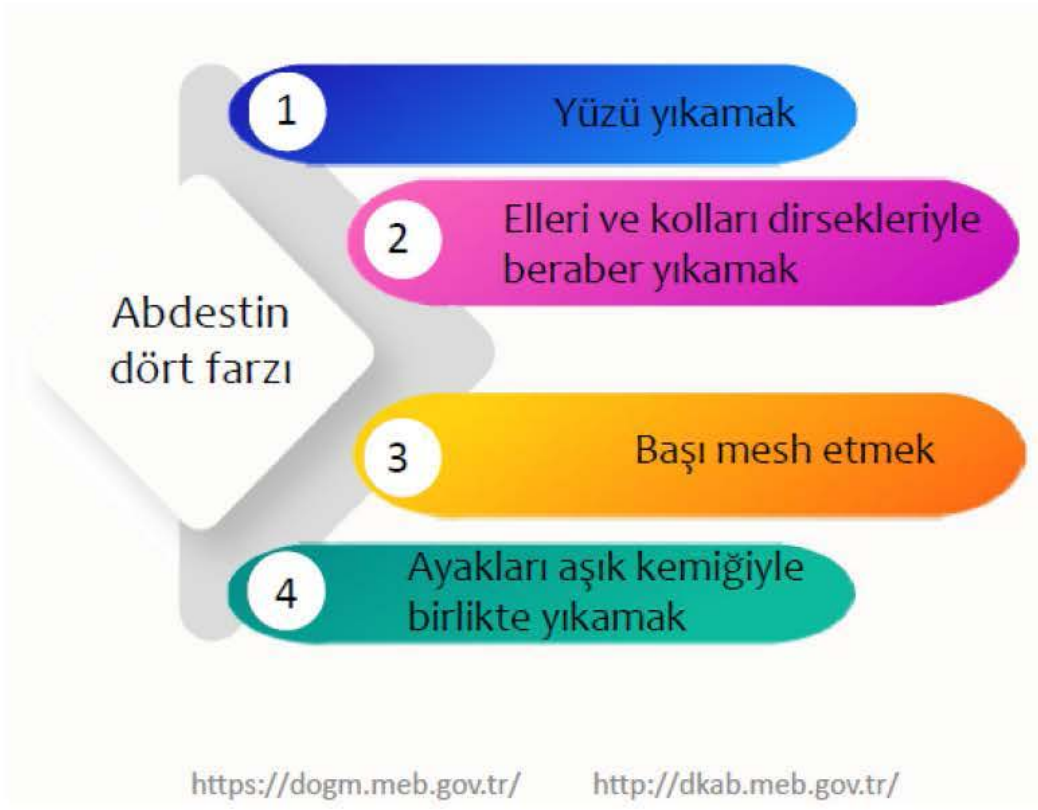 Abdestin
dört farzı
1
Yüzü yıkamak
2
Elleri ve kolları dirsekleriyle
beraber yıkamak
3
Başı mesh etmek
4
Ayakları aşık kemiğiyle
birlikte yıkamak
https://dogm.meb.gov.tr/
http://dkab.meb.gov.tr/